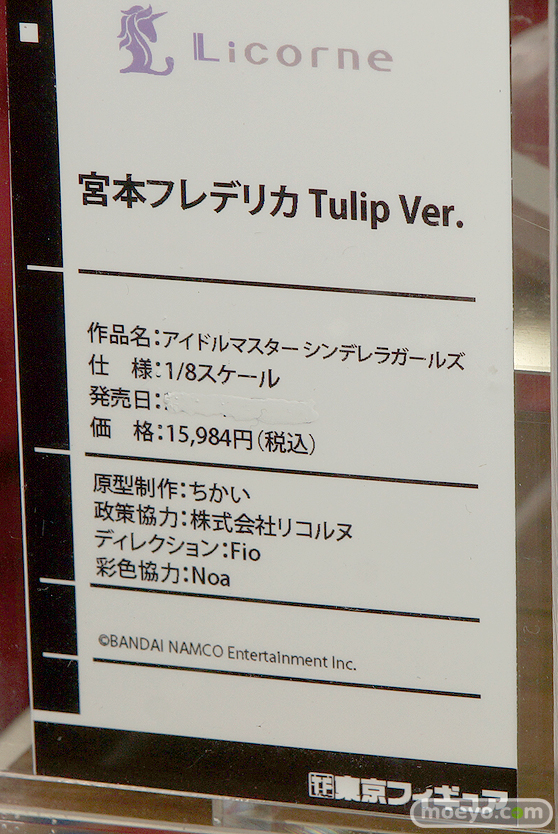 Licorne
宮本フレデリカ Tulip Ver.
作品名:アイドルマスター シンデレラガールズ
仕　様:1/8スケール
発売日:
価　格:15,984円(税込)
原型制作:ちかい
政策協力:株式会社リコルヌ
ディレクション:Fio
彩色協力:Noa
©BANDAI NAMCO Entertainment Inc.
東京フィギュア
moeyo.com